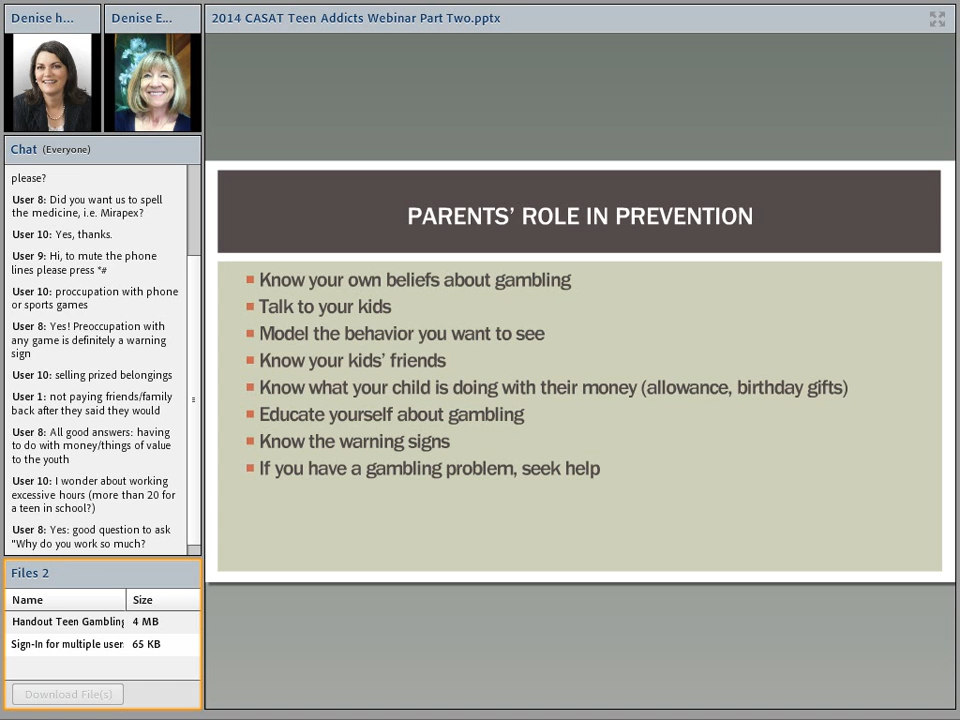 Denise h...
Denise E...
2014 CASAT Teen Addicts Webinar Part Two.pptx
Chat (Everyone)
please?
User 8: Did you want us to spell
the medicine, i.e. Mirapex?
User 10: Yes, thanks.
User 9: Hi, to mute the phone
lines please press *#
User 10: proccupation with phone
or sports games
User 8: Yes! Preoccupation with
any game is definitely a warning
sign
User 10: selling prized belongings
User 1: not paying friends/family
back after they said they would
User 8: All good answers: having
to do with money/things of value
to the youth
User 10: I wonder about working
excessive hours (more than 20 for
a teen in school?)
User 8: Yes: good question to ask
"Why do you work so much?
Files 2
Name Size
Handout Teen Gambling 4 MB
Sign-In for multiple user 65 KB
Download File(s)
PARENTS' ROLE IN PREVENTION
Know your own beliefs about gambling
Talk to your kids
Model the behavior you want to see
Know your kids' friends
Know what your child is doing with their money (allowance, birthday gifts)
Educate yourself about gambling
Know the warning signs
If you have a gambling problem, seek help